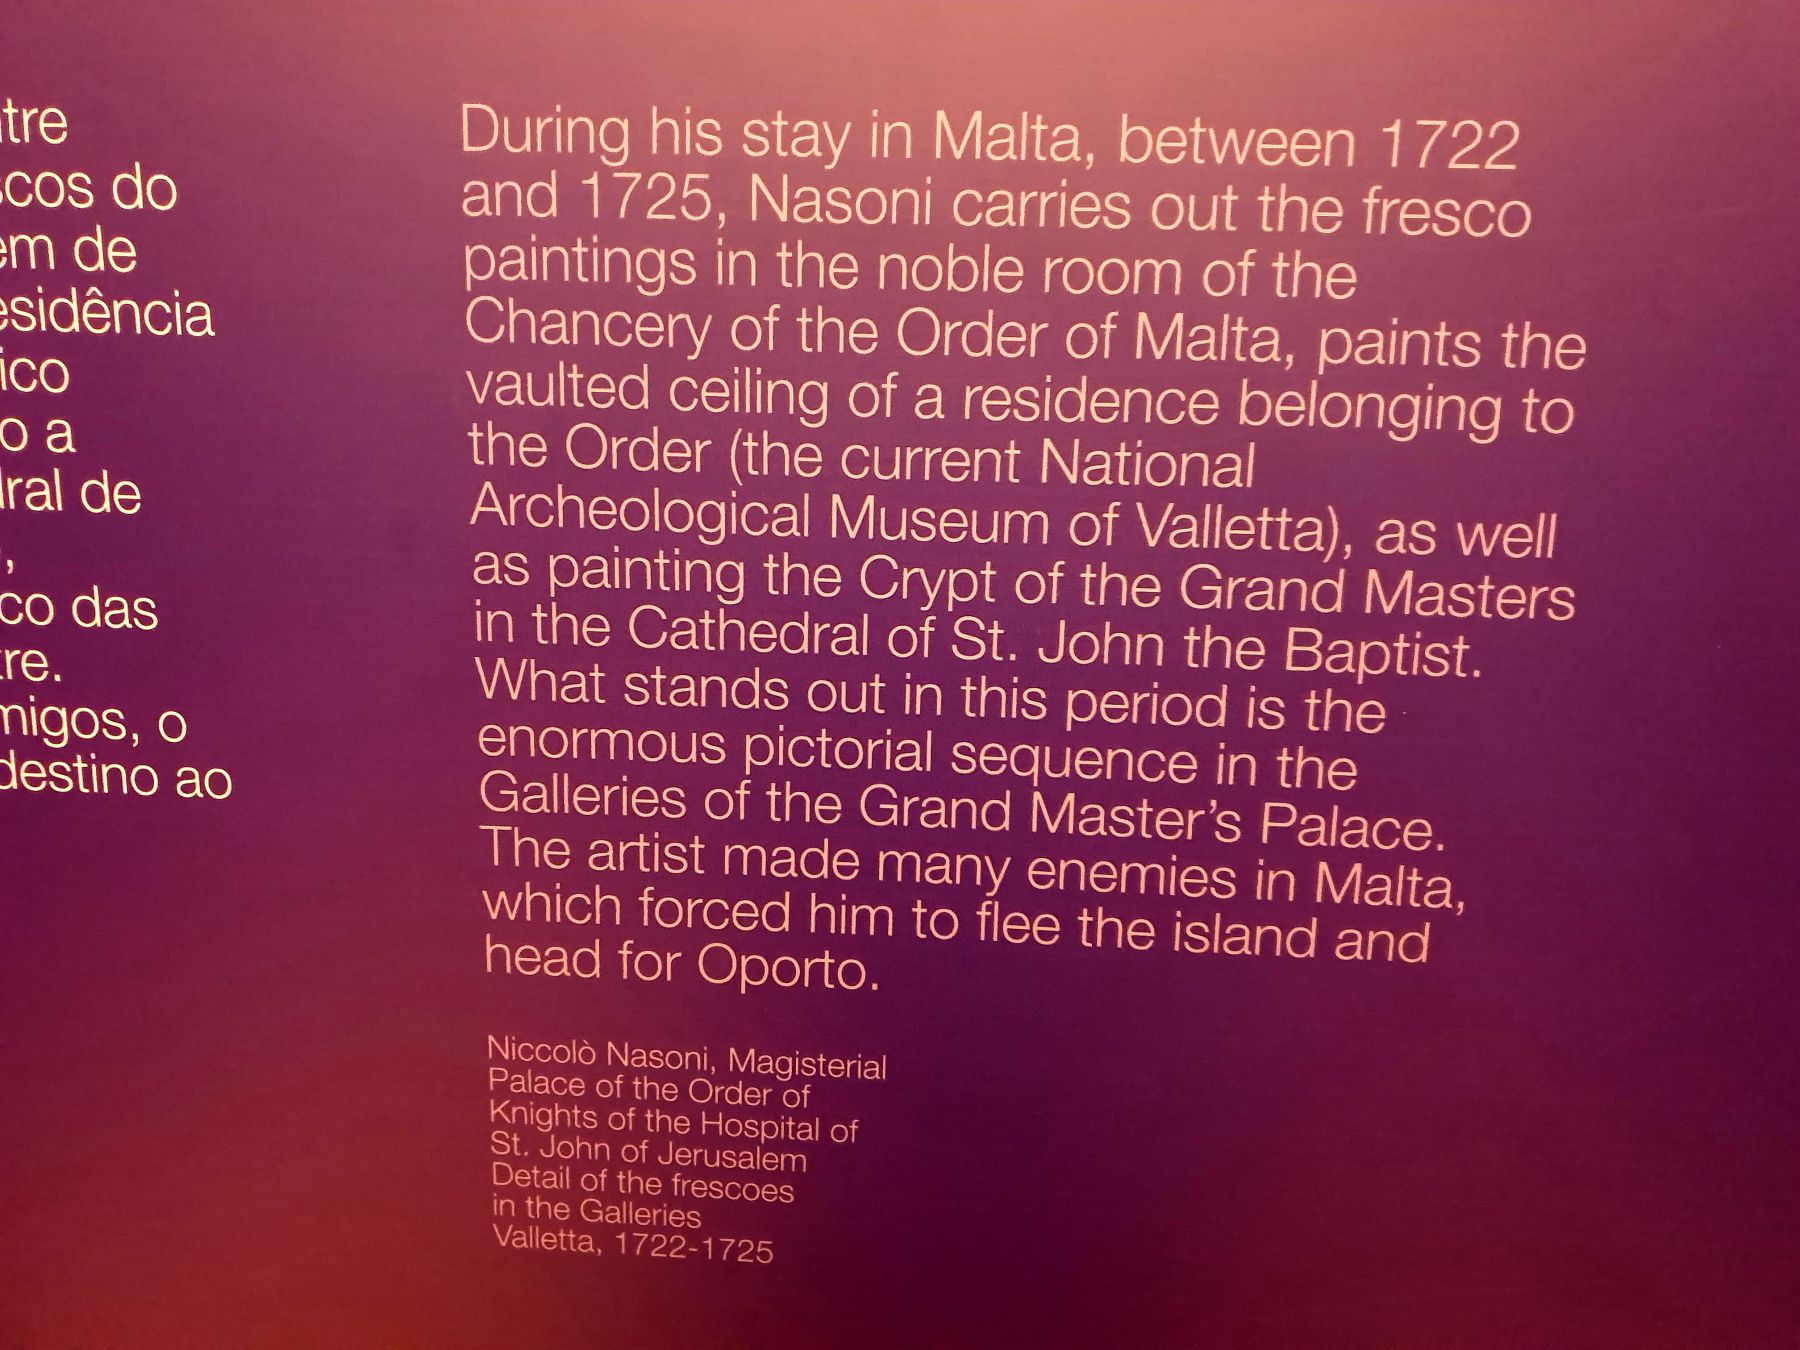 tre
scos do
em de
esidência
ico
o a
ral de
,
co das
re.
migos, o
destino ao
During his stay in Malta, between 1722
and 1725, Nasoni carries out the fresco
paintings in the noble room of the
Chancery of the Order of Malta, paints the
vaulted ceiling of a residence belonging to
the Order (the current National
Archeological Museum of Valletta), as well
as painting the Crypt of the Grand Masters
in the Cathedral of St. John the Baptist.
What stands out in this period is the
enormous pictorial sequence in the
Galleries of the Grand Master's Palace.
The artist made many enemies in Malta,
which forced him to flee the island and
head for Oporto.
Niccolò Nasoni, Magisterial
Palace of the Order of
Knights of the Hospital of
St. John of Jerusalem
Detail of the frescoes
in the Galleries
Valletta, 1722-1725